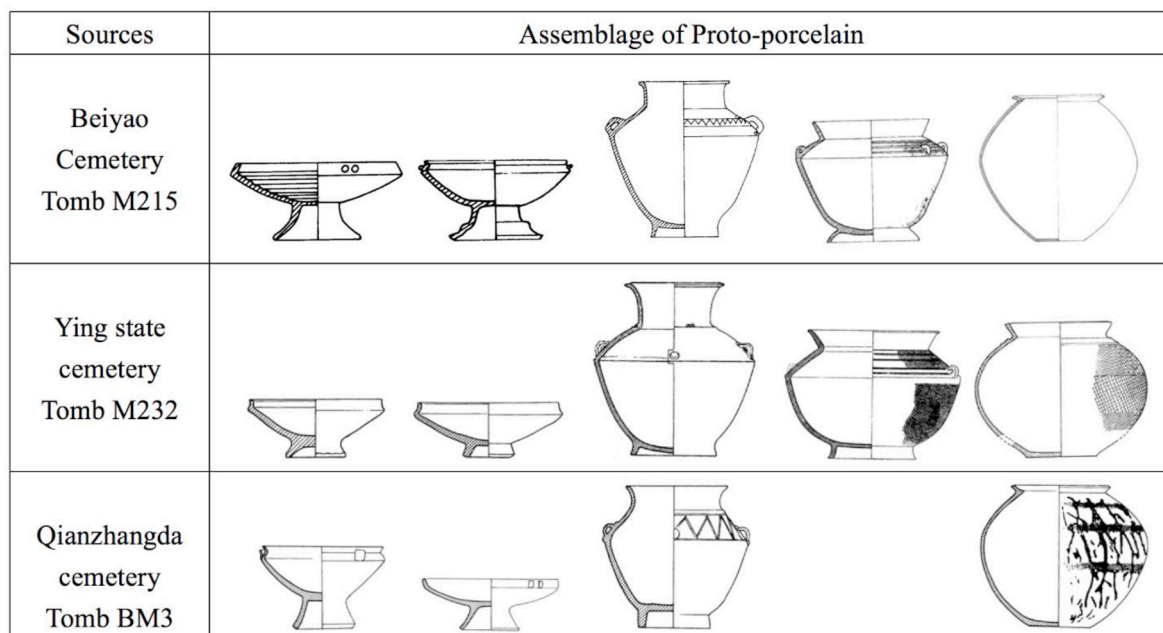 Sources
Assemblage of Proto-porcelain
Beiyao
Cemetery
Tomb M215
Ying state
cemetery
Tomb M232
Qianzhangda
cemetery
Tomb BM3